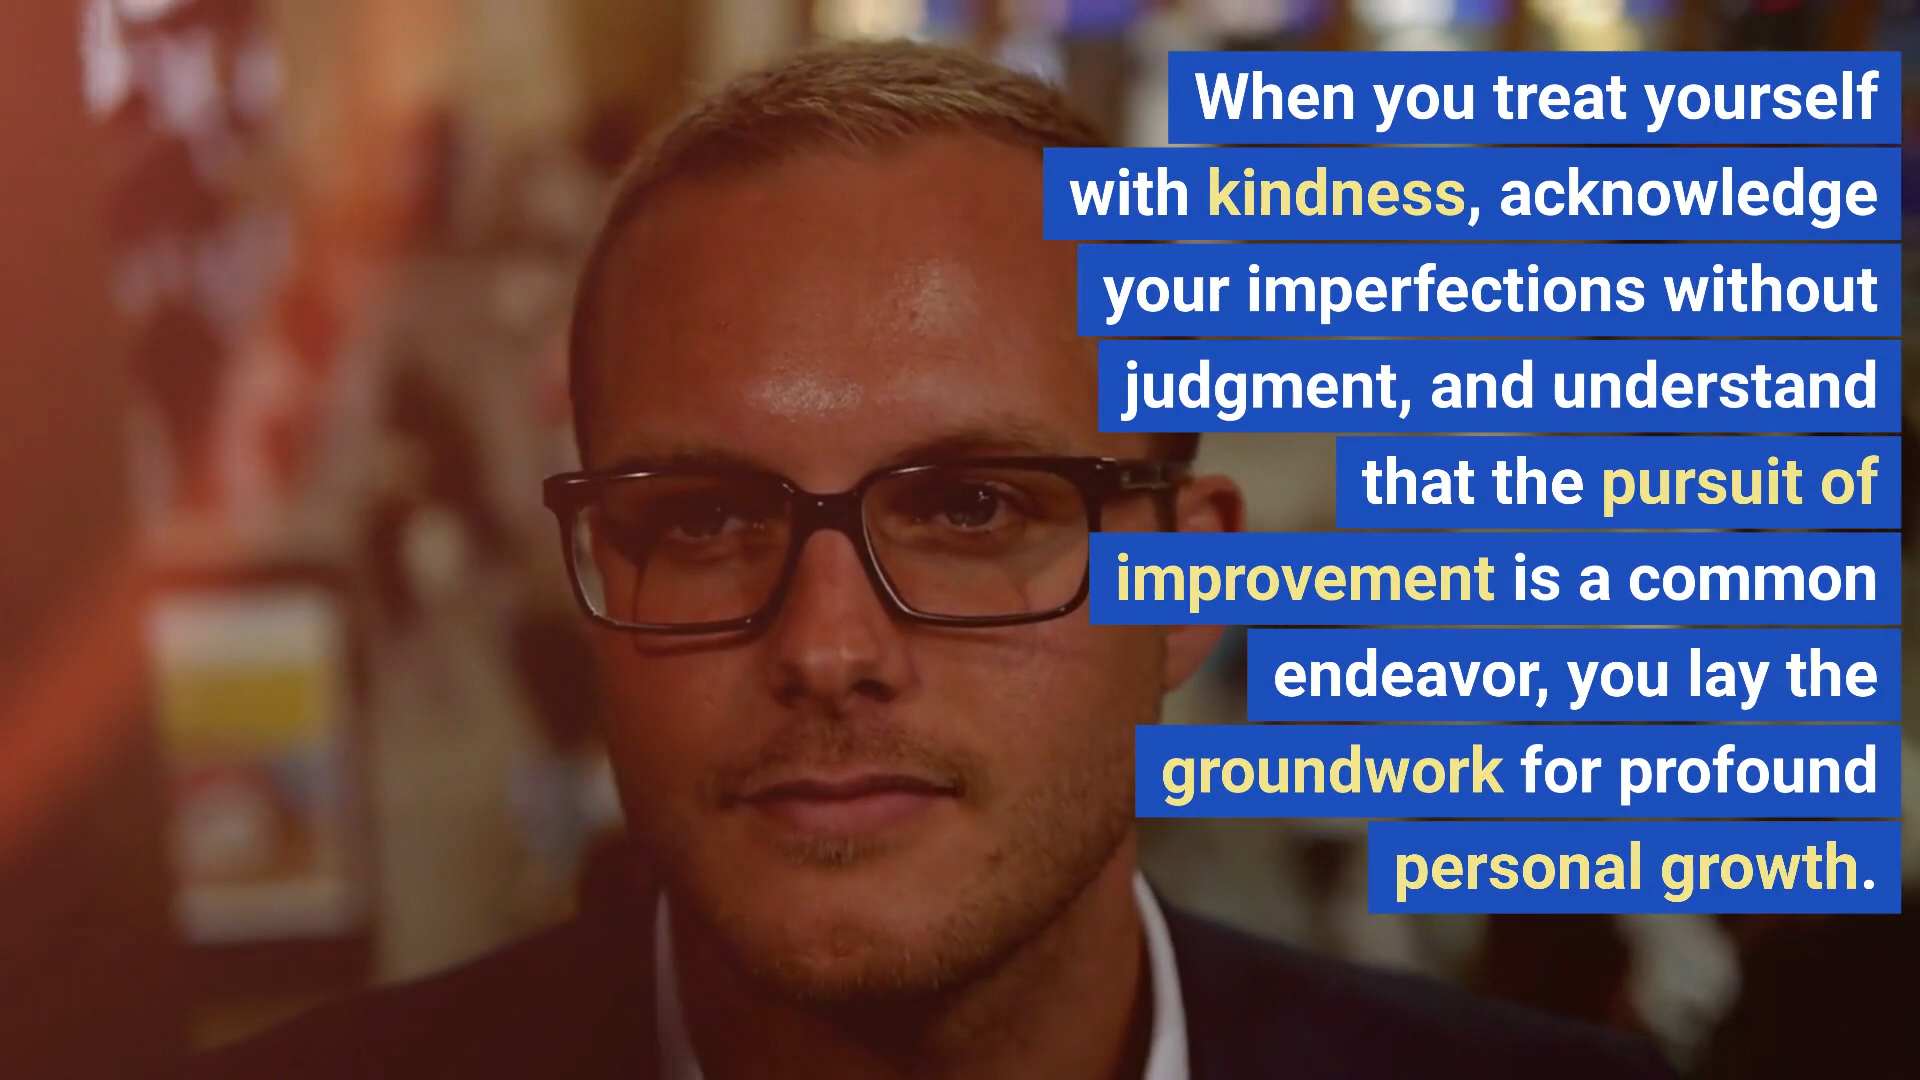 When you treat yourself
with kindness, acknowledge
your imperfections without
judgment, and understand
that the pursuit of
improvement is a common
endeavor, you lay the
groundwork for profound
personal growth.